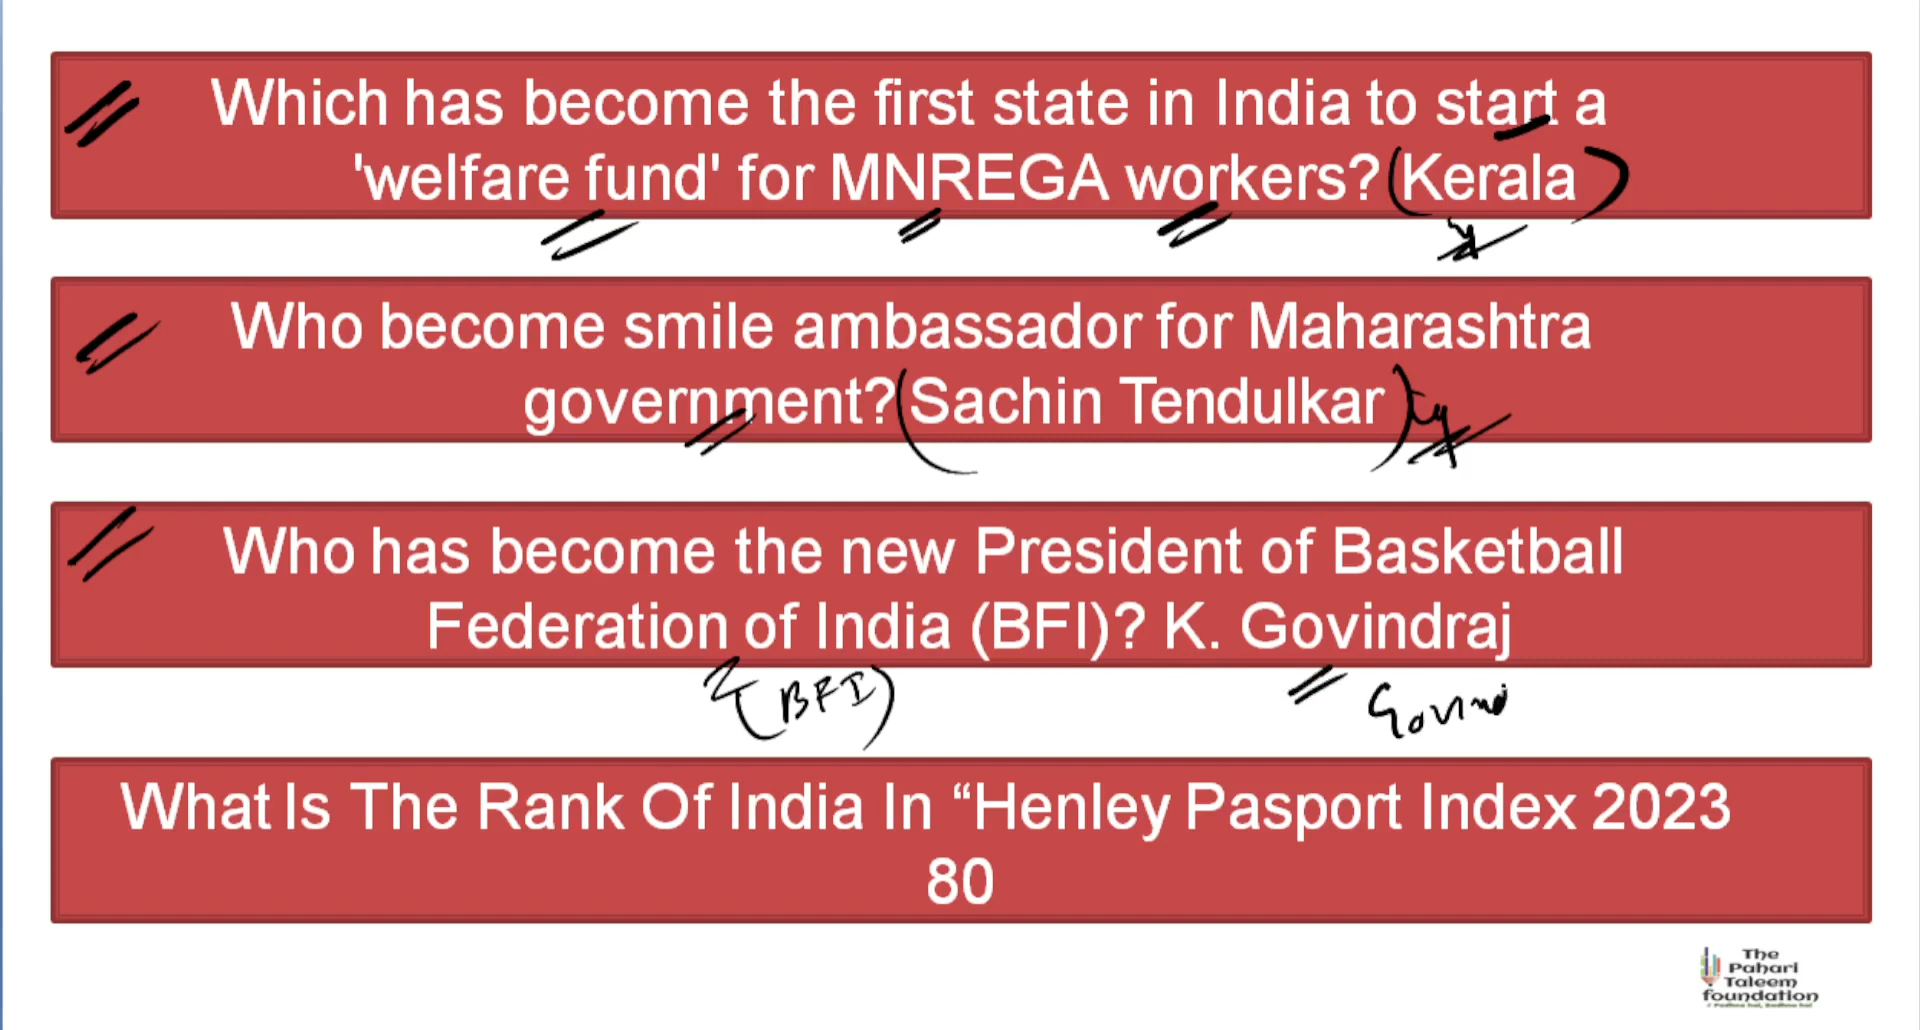 Which has become the first state in India to start a
'welfare fund' for MNREGA workers? (Kerala)
Who become smile ambassador for Maharashtra
government? (Sachin Tendulkar)
Who has become the new President of Basketball
Federation of India (BFI)? K. Govindraj
(BFI)
What Is The Rank Of India In “Henley Pasport Index 2023
80
The
Pahari
Taleem
foundation